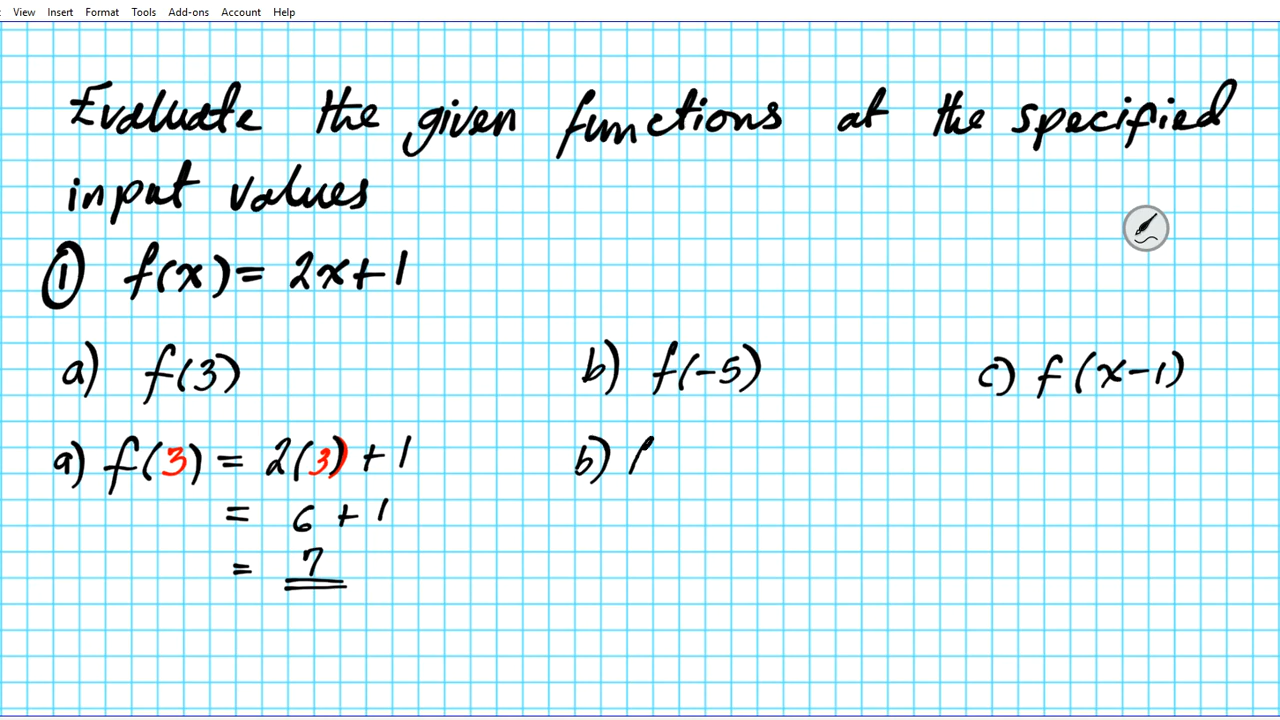 View Insert Format Tools Add-ons Account Help
Evaluate the given functions at the specified
input values
① f(x) = 2x+1
a) f(3) b) f(-5) c) f(x-1)
a) f(3) = 2(3) + 1 b)
= 6 + 1
= 7